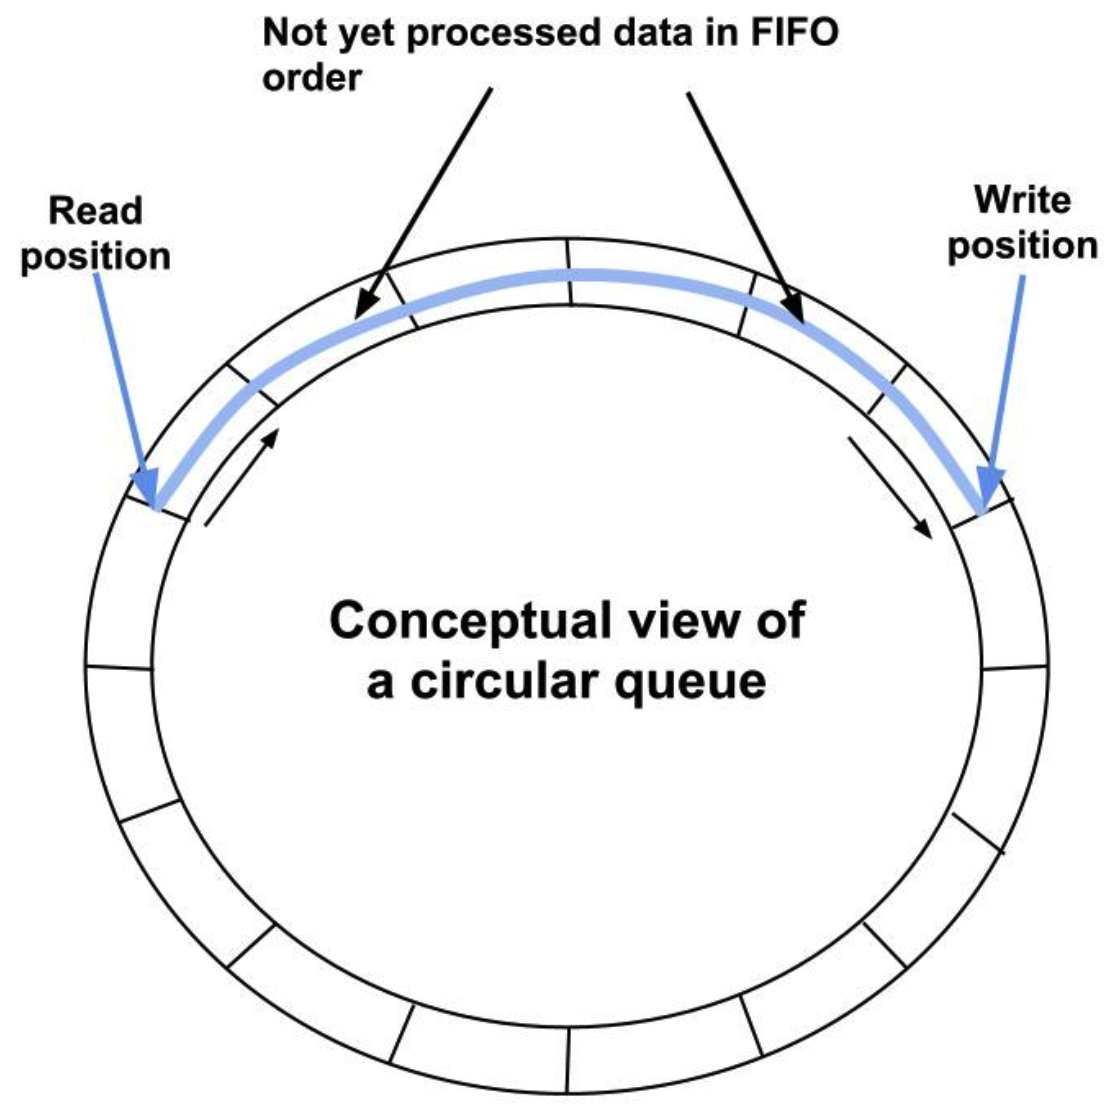 Not yet processed data in FIFO
order
Read
position
Write
position
Conceptual view of
a circular queue